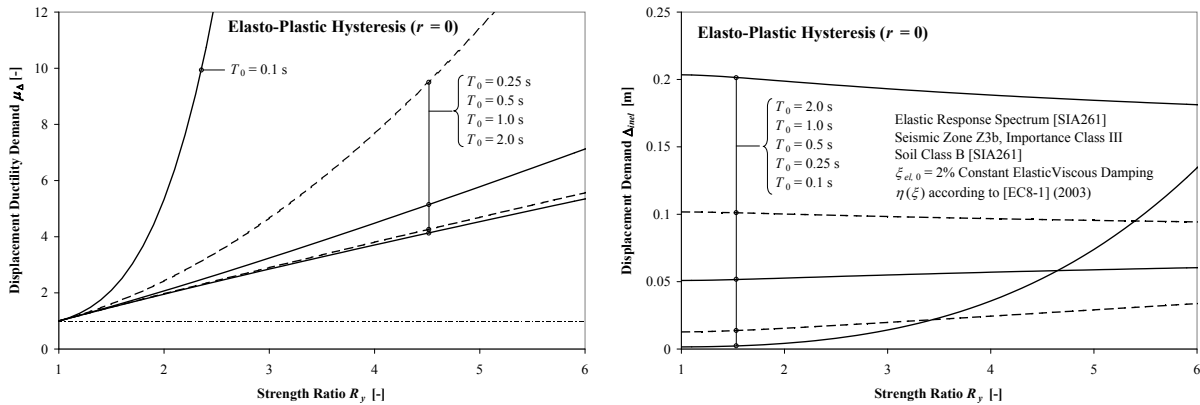 Elasto-Plastic Hysteresis (r = 0)
Displacement Ductility Demand μΔ [-]
12
10
8
6
4
2
0
T0 = 0.1 s
T0 = 0.25 s
T0 = 0.5 s
T0 = 1.0 s
T0 = 2.0 s
1 2 3 4 5 6
Strength Ratio Ry [-]
Elasto-Plastic Hysteresis (r = 0)
Displacement Demand Δinel [m]
0.25
0.2
0.15
0.1
0.05
0
T0 = 2.0 s
T0 = 1.0 s
T0 = 0.5 s
T0 = 0.25 s
T0 = 0.1 s
Elastic Response Spectrum [SIA261]
Seismic Zone Z3b, Importance Class III
Soil Class B [SIA261]
ξel,0 = 2% Constant ElasticViscous Damping
η(ξ) according to [EC8-1] (2003)
1 2 3 4 5 6
Strength Ratio Ry [-]